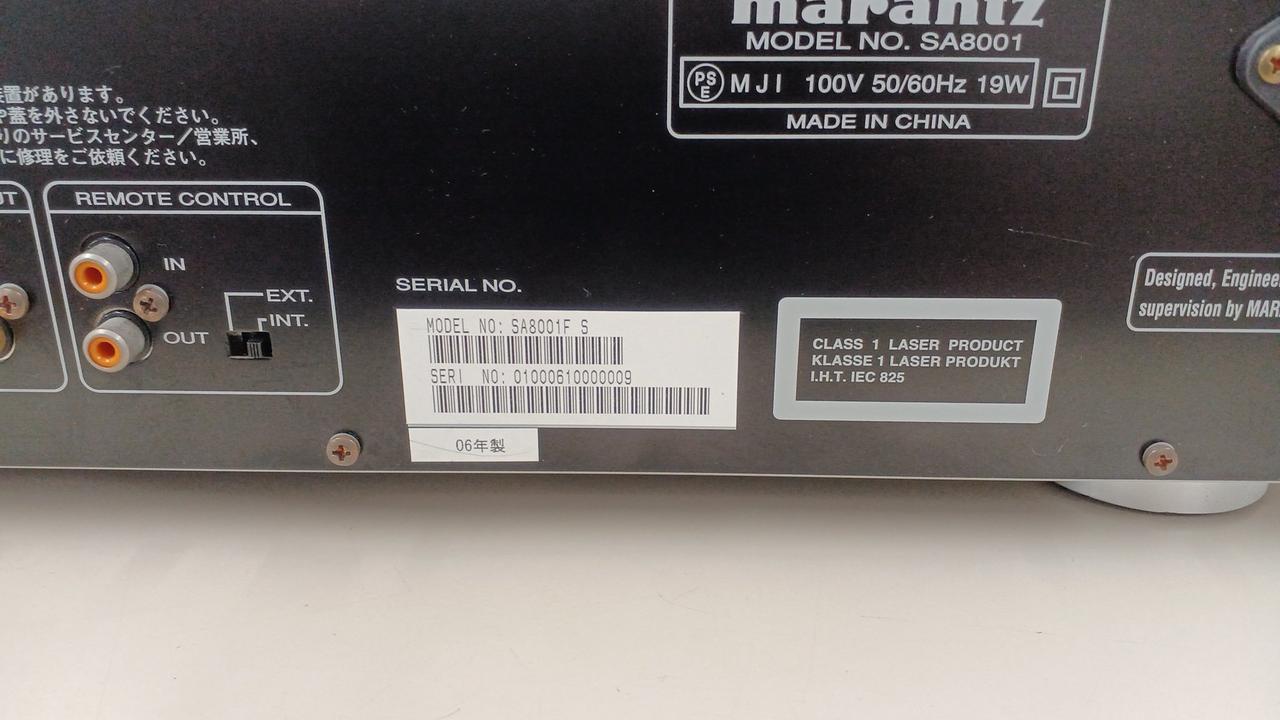 marantz
MODEL NO. SA8001
PS
E
MJI 100V 50/60Hz 19W
MADE IN CHINA
置があります。
や蓋を外さないでください。
りのサービスセンター／営業所、
に修理をご依頼ください。
UT
REMOTE CONTROL
IN
OUT
EXT.
INT.
SERIAL NO.
MODEL NO: SA8001F S
SERI NO: 01000610000009
06年製
CLASS 1 LASER PRODUCT
KLASSE 1 LASER PRODUKT
I.H.T. IEC 825
Designed, Enginee
supervision by MAR